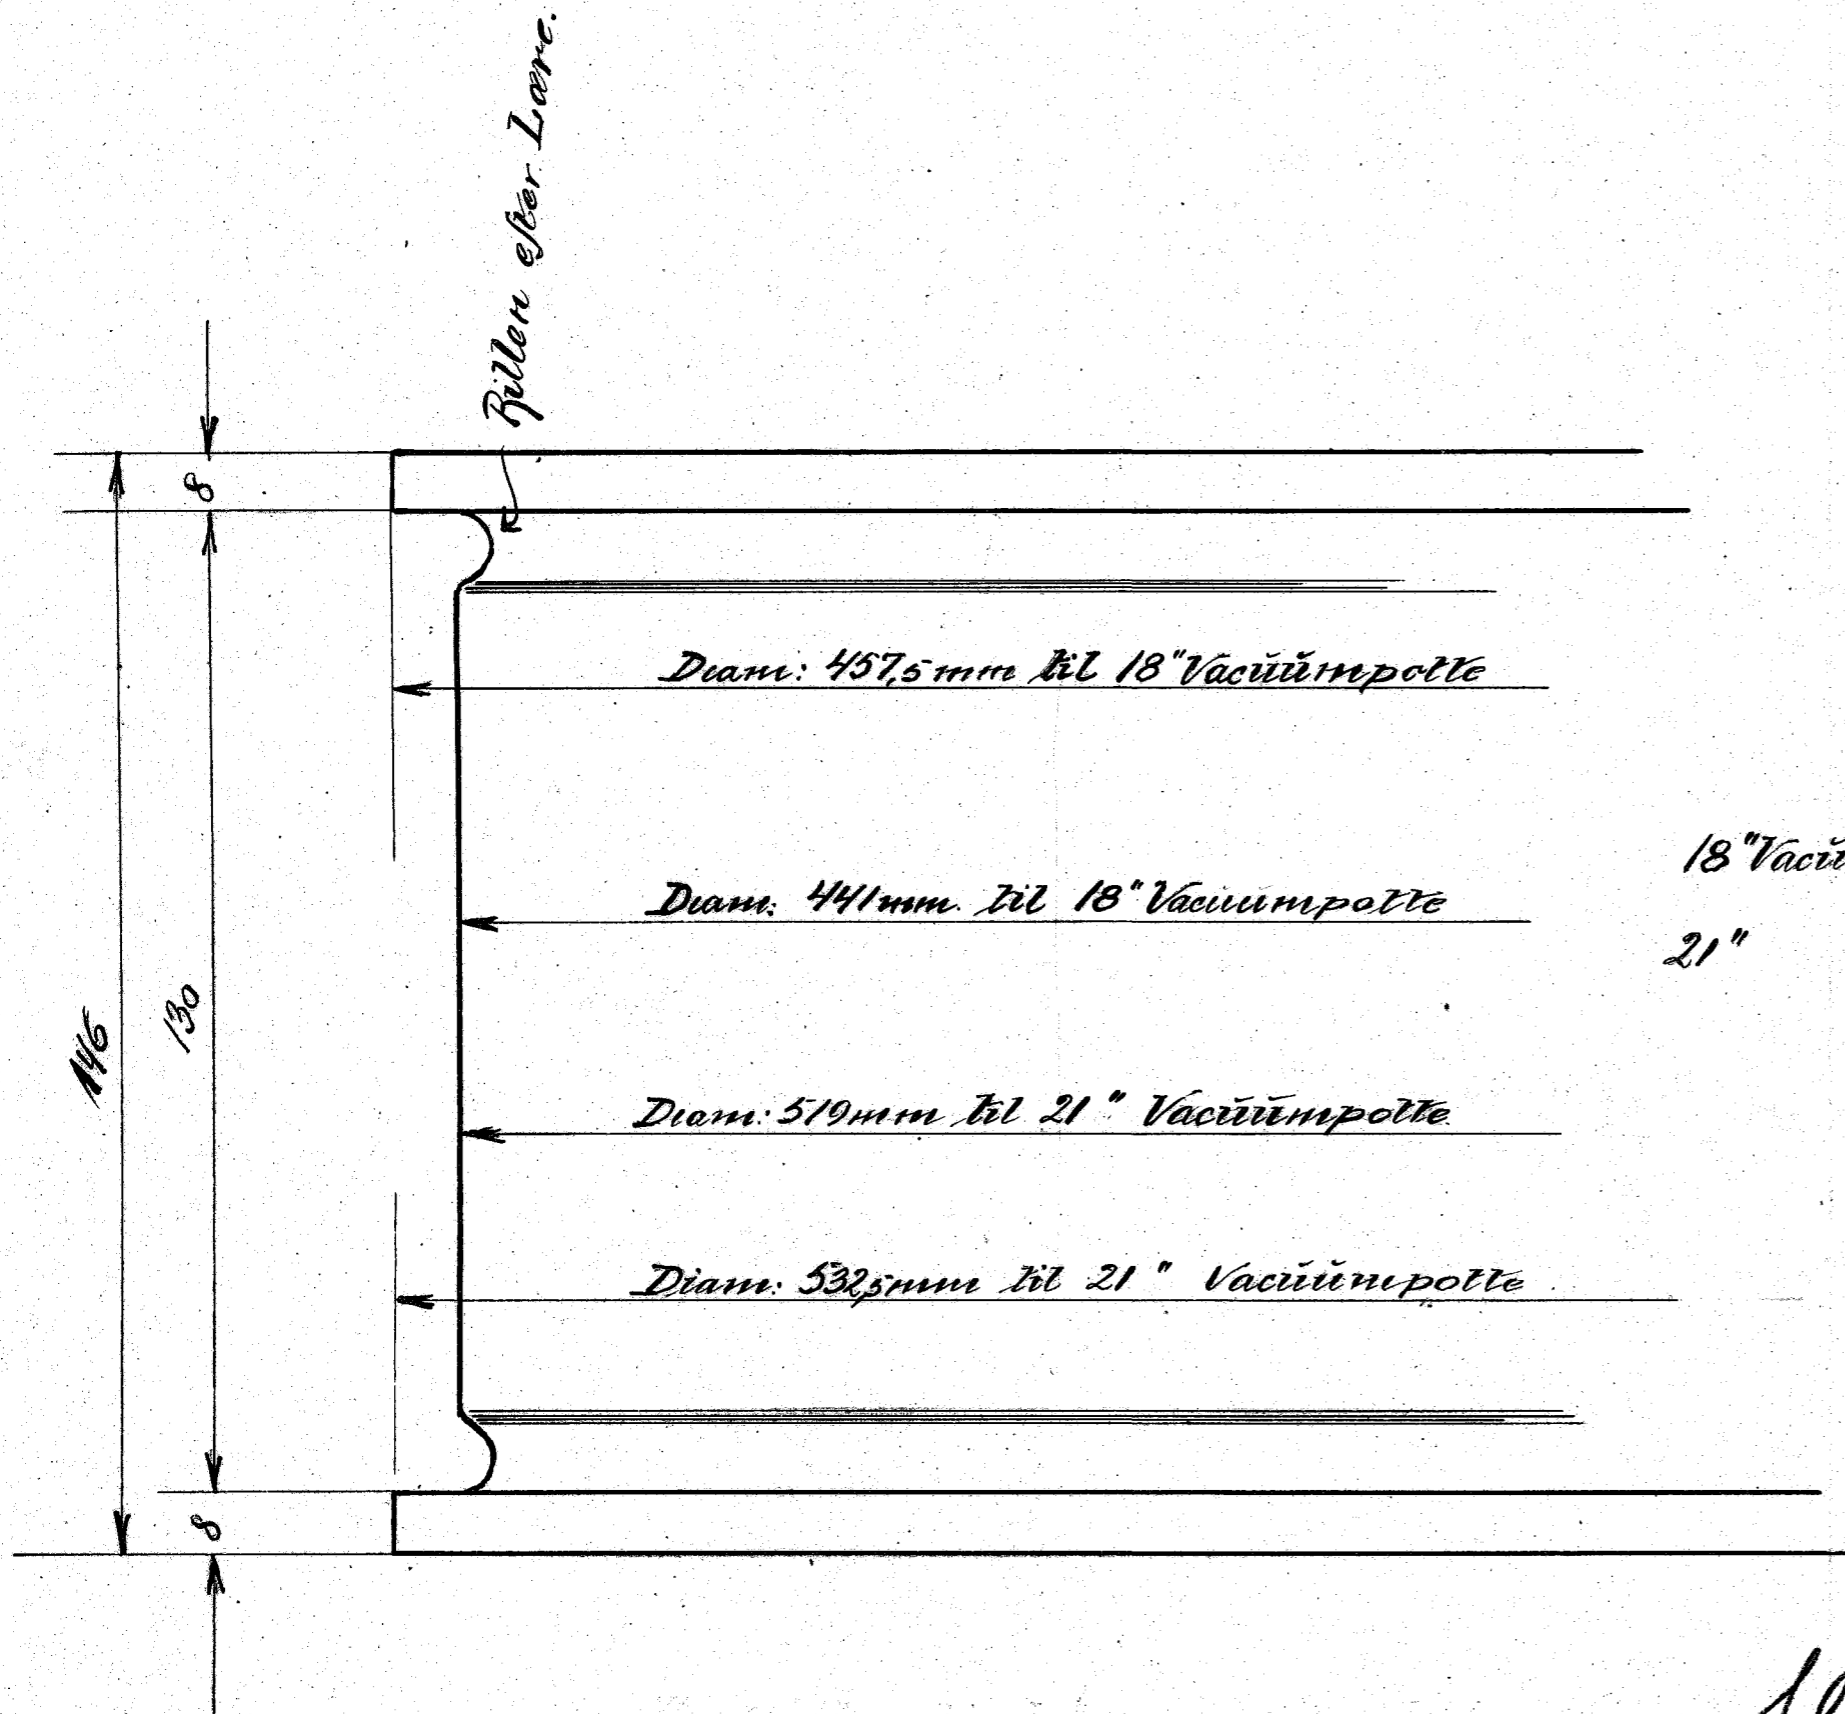 Rillen efter Lære.
8
Diam: 457,5 mm til 18" Vacuumpotte
Diam: 441 mm. til 18" Vacuumpotte
18" Vacu
21"
146
130
Diam: 519 mm til 21" Vacuumpotte
Diam: 532,5 mm til 21" Vacuumpotte
8